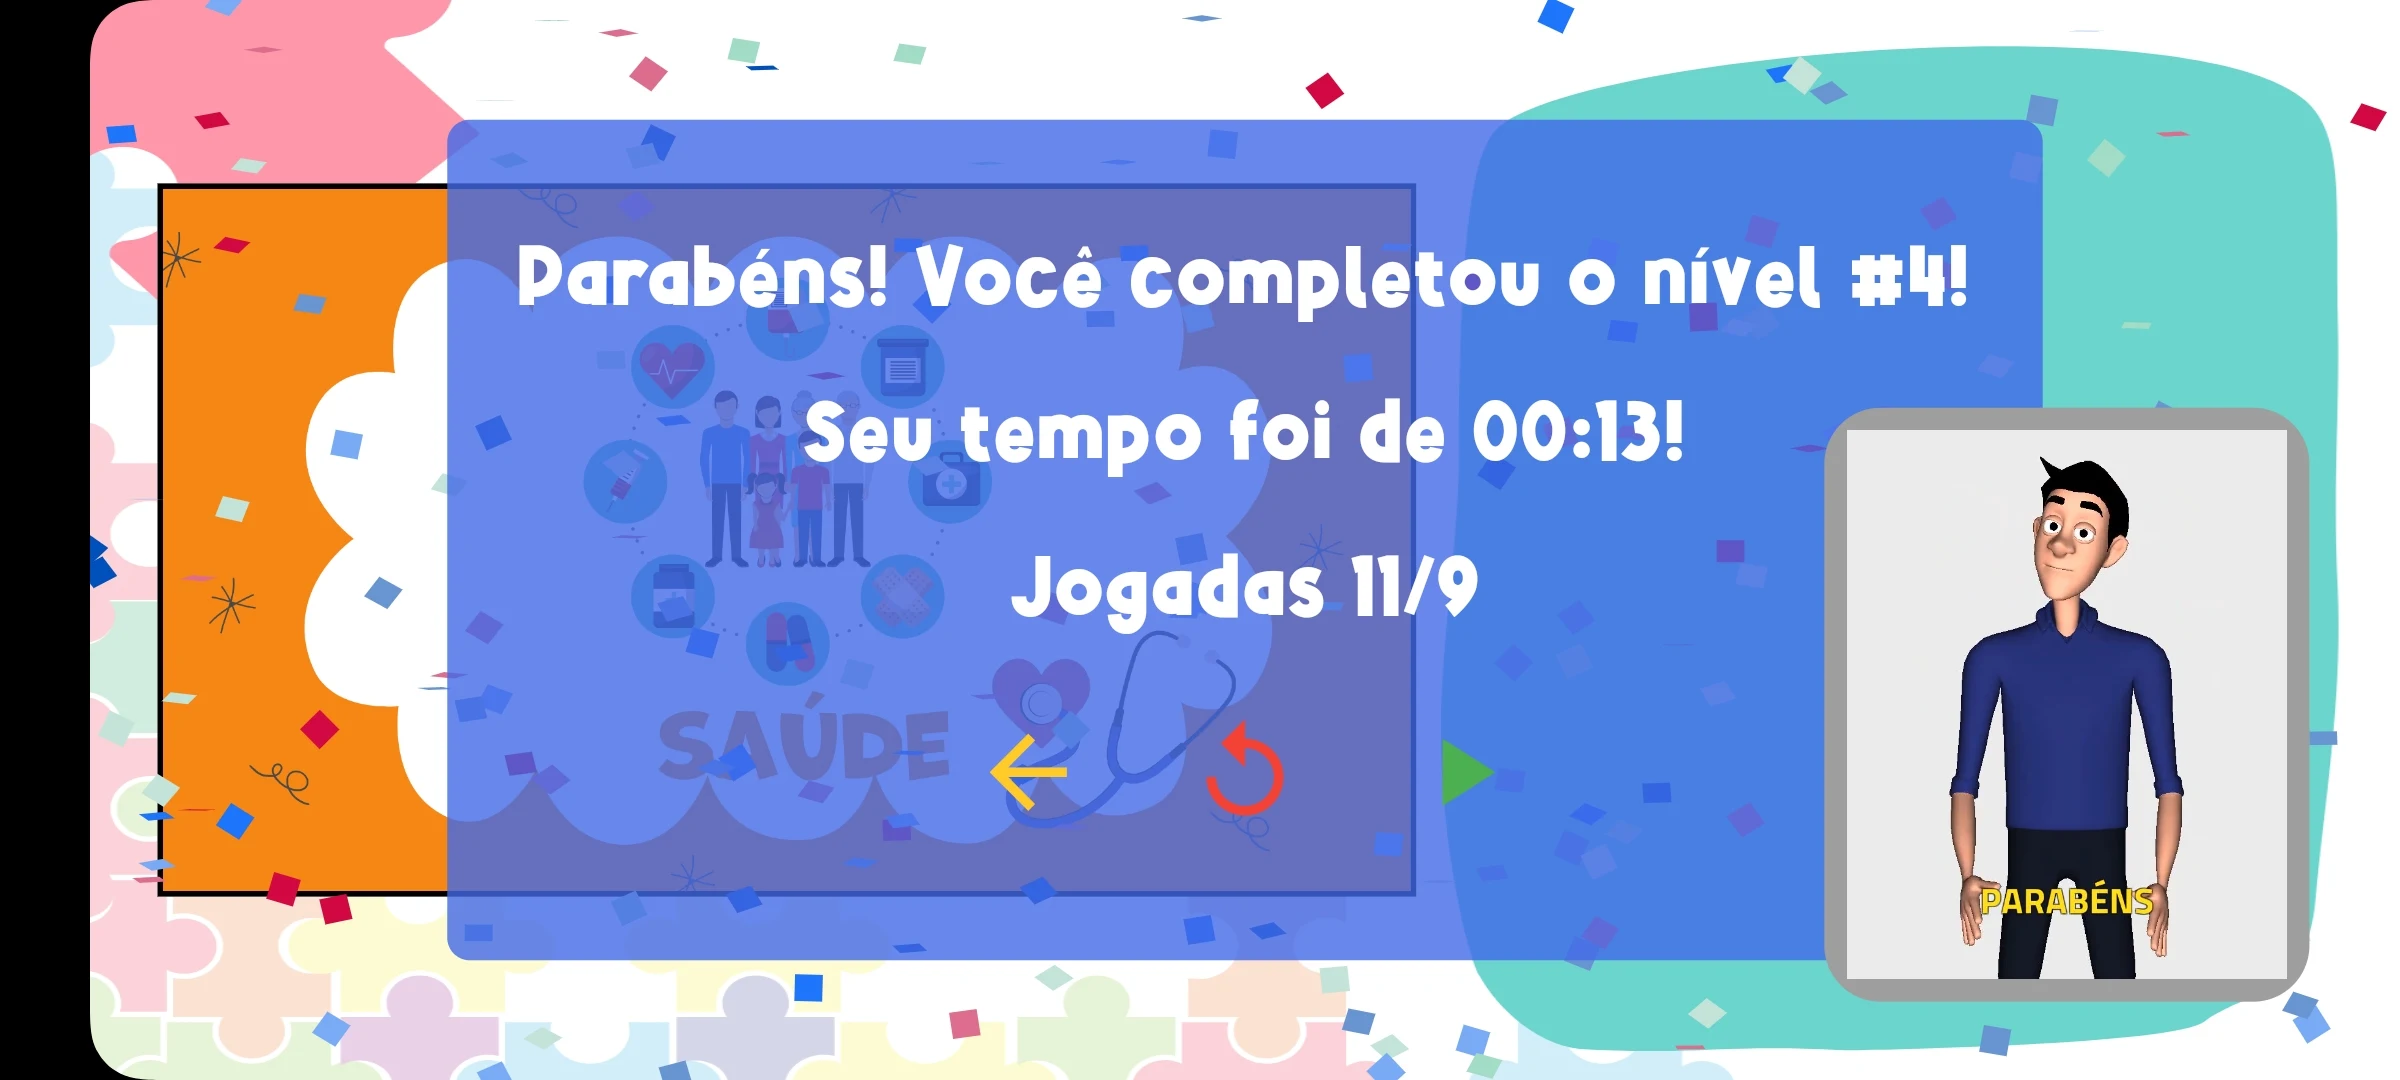 Parabéns! Você completou o nível #4!
Seu tempo foi de 00:13!
Jogadas 11/9
SAÚDE
PARABÉNS